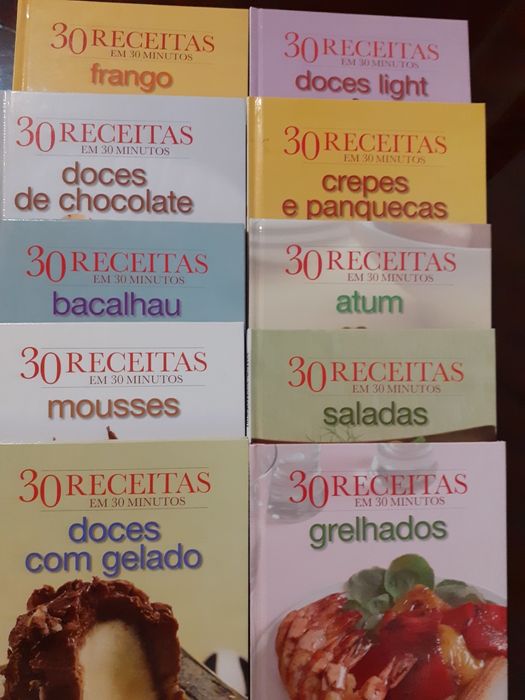 30 RECEITAS
EM 30 MINUTOS
frango
30 RECEITAS
EM 30 MINUTOS
doces light
30 RECEITAS
EM 30 MINUTOS
doces
de chocolate
30 RECEITAS
EM 30 MINUTOS
crepes
e panquecas
30 RECEITAS
EM 30 MINUTOS
bacalhau
30 RECEITAS
EM 30 MINUTOS
atum
30 RECEITAS
EM 30 MINUTOS
mousses
30 RECEITAS
EM 30 MINUTOS
saladas
30 RECEITAS
EM 30 MINUTOS
doces
com gelado
30 RECEITAS
EM 30 MINUTOS
grelhados